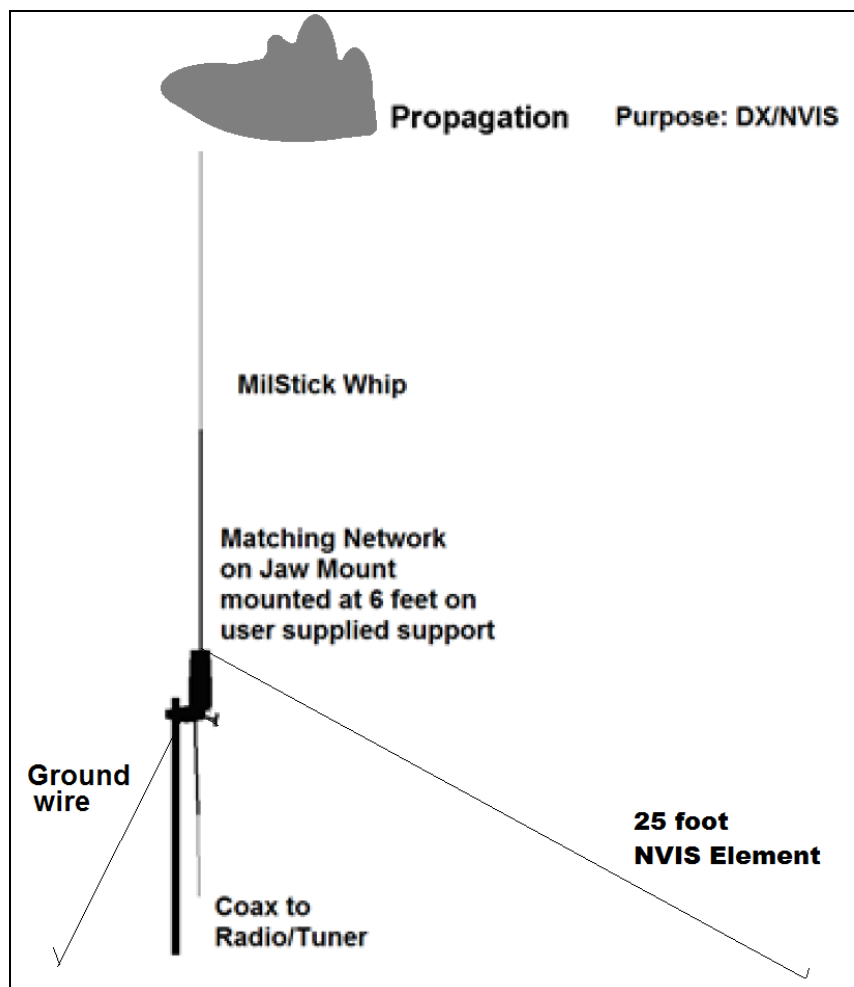 Propagation
Purpose: DX/NVIS
MilStick Whip
Matching Network
on Jaw Mount
mounted at 6 feet on
user supplied support
Ground
wire
25 foot
NVIS Element
Coax to
Radio/Tuner